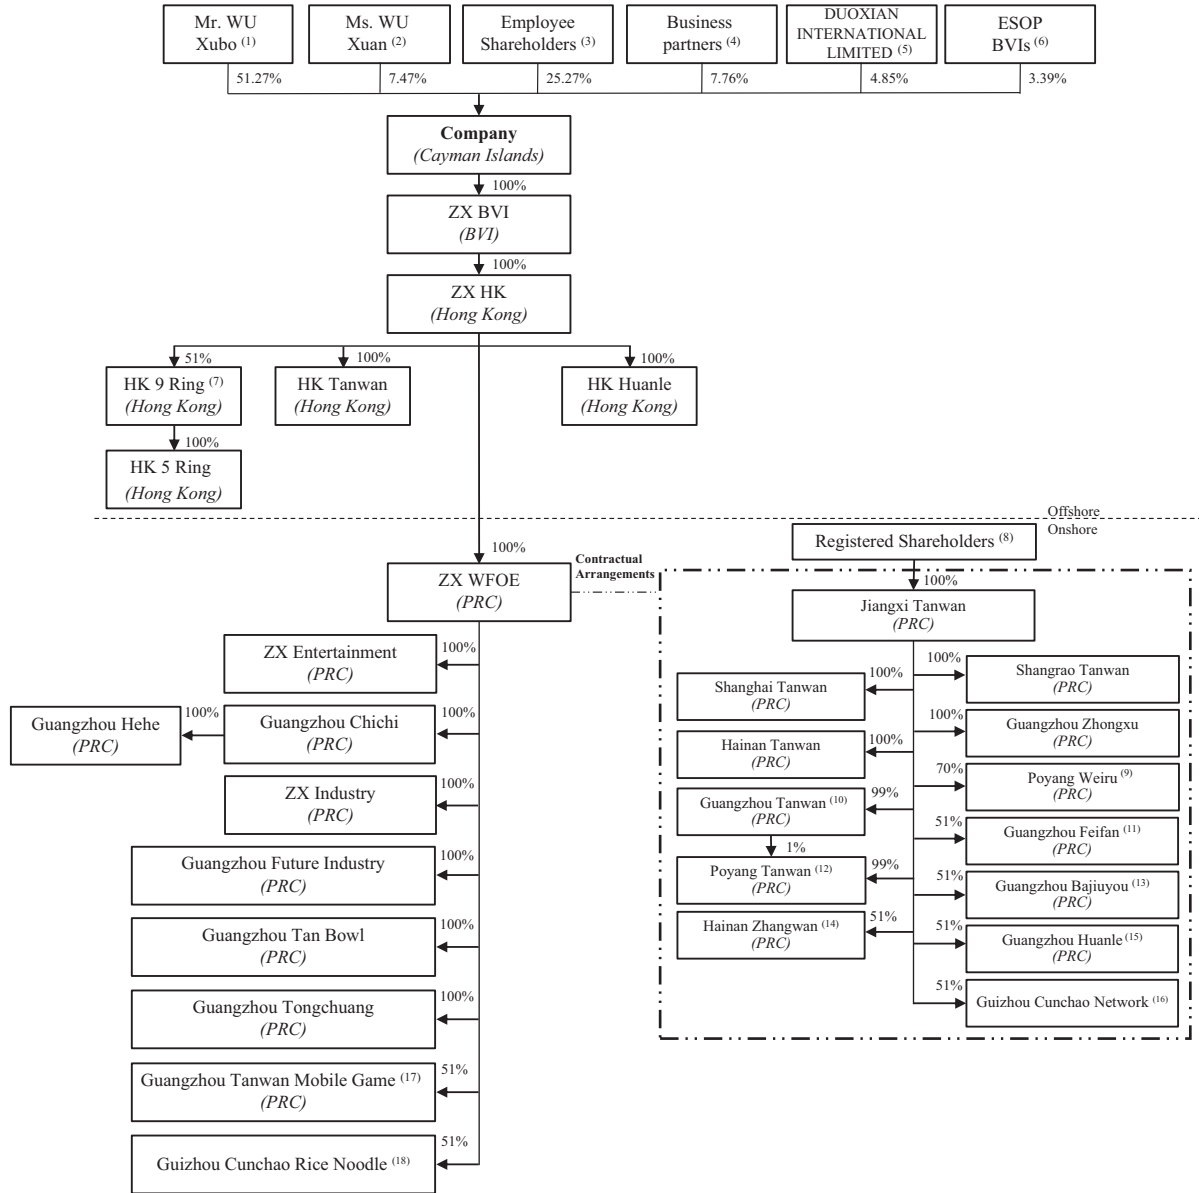 Mr. WU
Xubo (1)
Ms. WU
Xuan (2)
Employee
Shareholders (3)
Business
partners (4)
DUOXIAN
INTERNATIONAL
LIMITED (5)
ESOP
BVIs (6)
51.27%
7.47%
25.27%
7.76%
4.85%
3.39%
Company
(Cayman Islands)
100%
ZX BVI
(BVI)
100%
ZX HK
(Hong Kong)
51%
100%
100%
HK 9 Ring (7)
(Hong Kong)
HK Tanwan
(Hong Kong)
HK Huanle
(Hong Kong)
100%
HK 5 Ring
(Hong Kong)
Offshore
Onshore
100%
ZX WFOE
(PRC)
Contractual
Arrangements
Registered Shareholders (8)
100%
Jiangxi Tanwan
(PRC)
100%
ZX Entertainment
(PRC)
100%
Guangzhou Chichi
(PRC)
100%
Guangzhou Hehe
(PRC)
100%
ZX Industry
(PRC)
100%
Guangzhou Future Industry
(PRC)
100%
Guangzhou Tan Bowl
(PRC)
100%
Guangzhou Tongchuang
(PRC)
51%
Guangzhou Tanwan Mobile Game (17)
(PRC)
51%
Guizhou Cunchao Rice Noodle (18)
100%
Shanghai Tanwan
(PRC)
100%
Hainan Tanwan
(PRC)
99%
Guangzhou Tanwan (10)
(PRC)
1%
99%
Poyang Tanwan (12)
(PRC)
51%
Hainan Zhangwan (14)
(PRC)
100%
Shangrao Tanwan
(PRC)
100%
Guangzhou Zhongxu
(PRC)
70%
Poyang Weiru (9)
(PRC)
51%
Guangzhou Feifan (11)
(PRC)
51%
Guangzhou Bajiuyou (13)
(PRC)
51%
Guangzhou Huanle (15)
(PRC)
51%
Guizhou Cunchao Network (16)